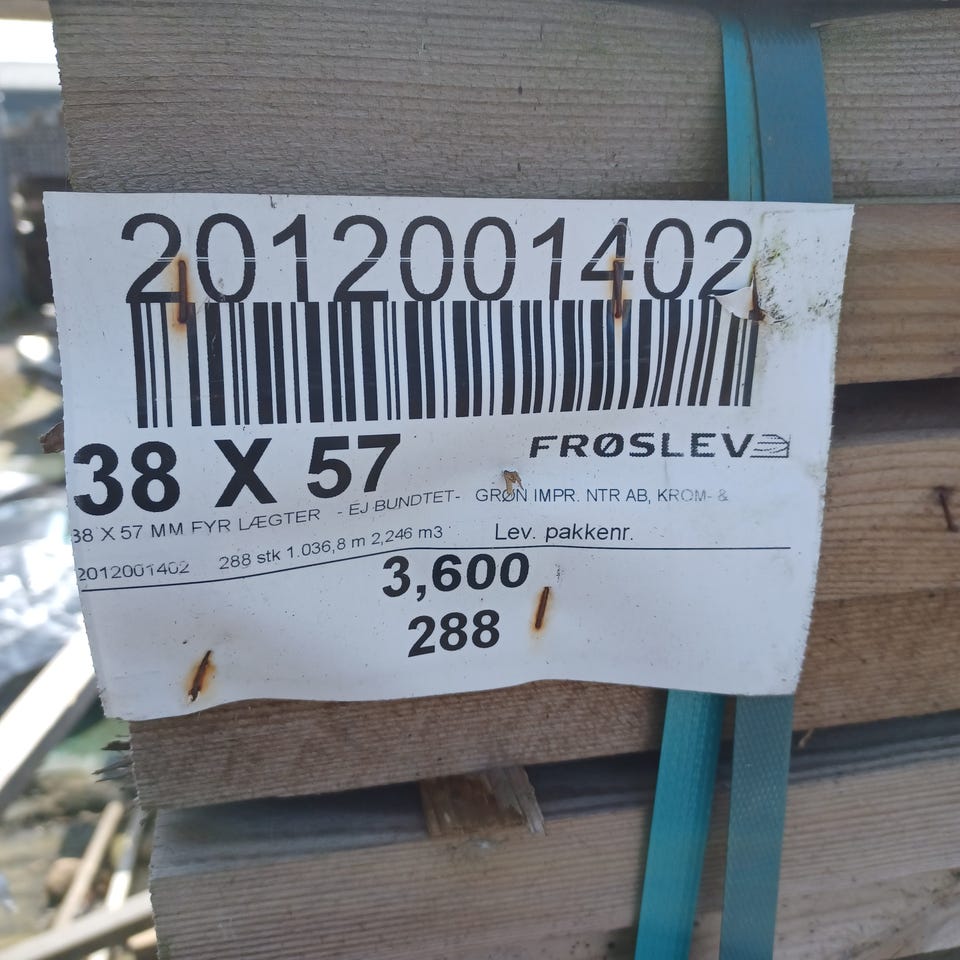 2012001402
38 X 57 FRØSLEV
38 X 57 MM FYR LÆGTER - EJ BUNDTET- GRØN IMPR. NTR AB, KROM- &
2012001402 288 stk 1.036,8 m 2,246 m3 Lev. pakkenr.
3,600
288